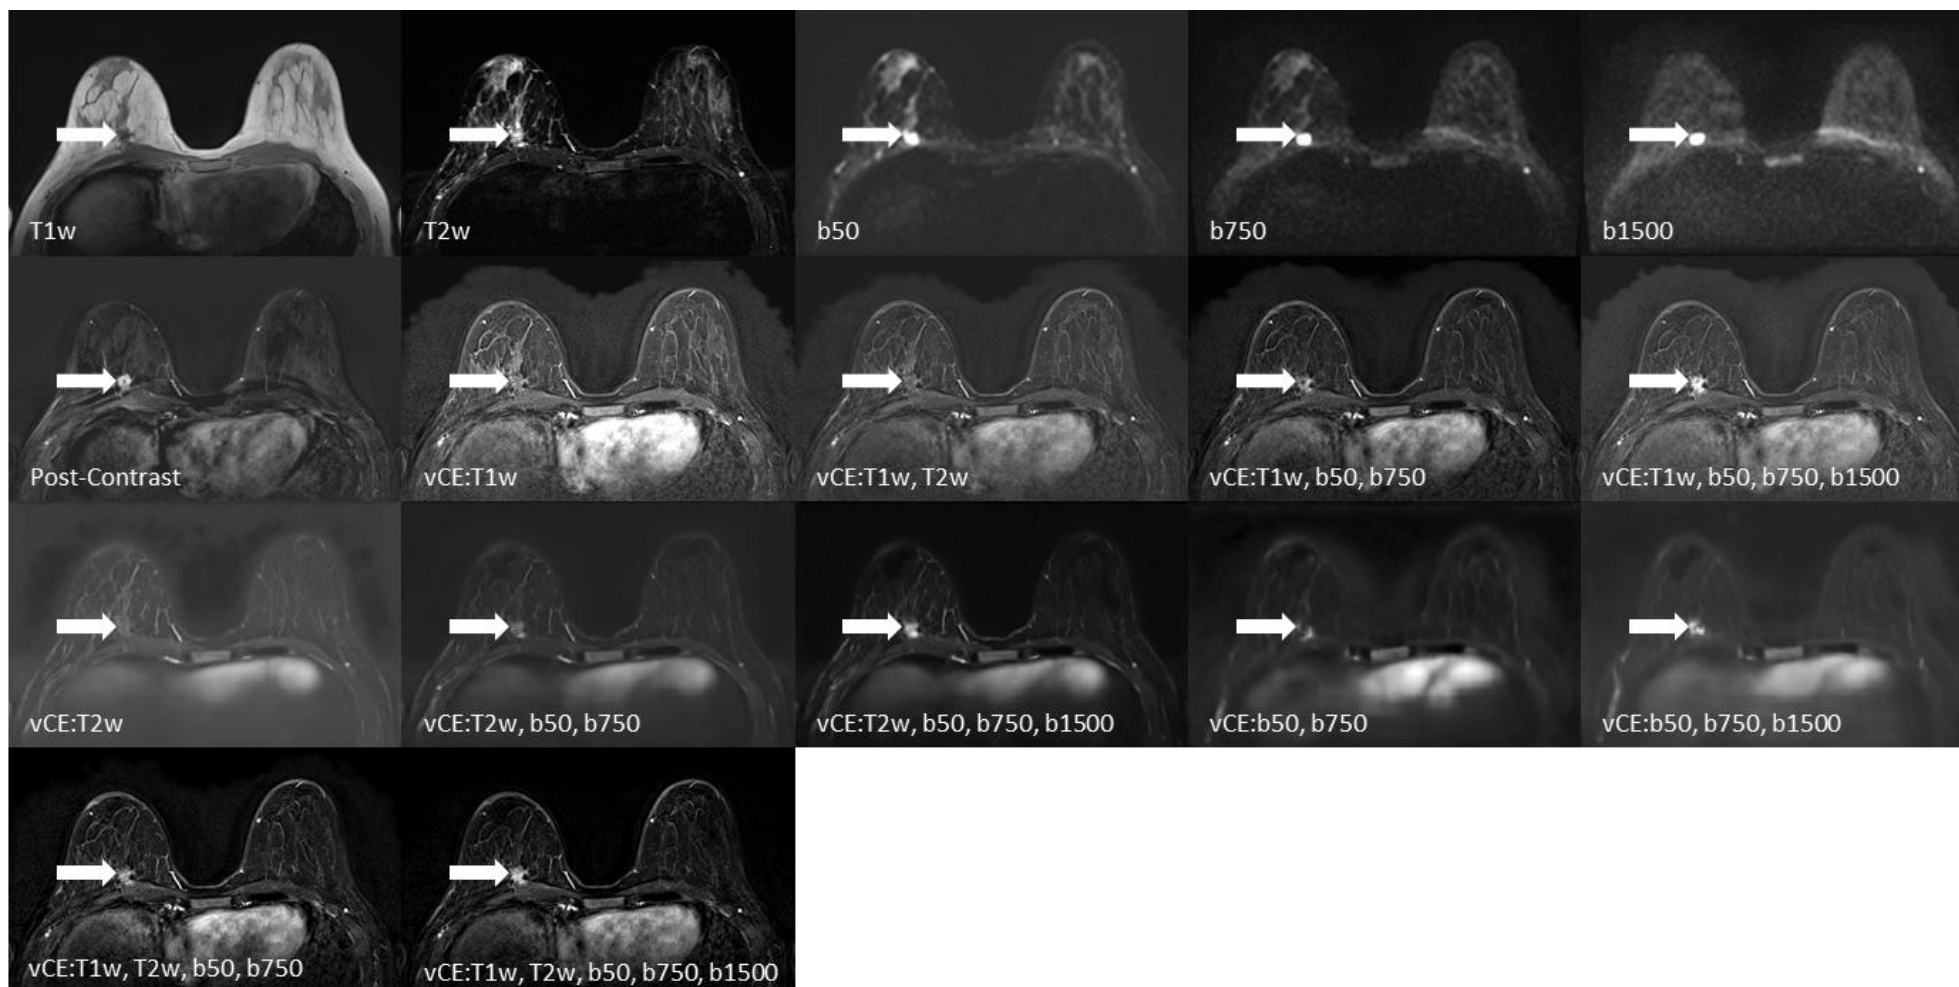 T1w
T2w
b50
b750
b1500
Post-Contrast
vCE:T1w
vCE:T1w, T2w
vCE:T1w, b50, b750
vCE:T1w, b50, b750, b1500
vCE:T2w
vCE:T2w, b50, b750
vCE:T2w, b50, b750, b1500
vCE:b50, b750
vCE:b50, b750, b1500
vCE:T1w, T2w, b50, b750
vCE:T1w, T2w, b50, b750, b1500